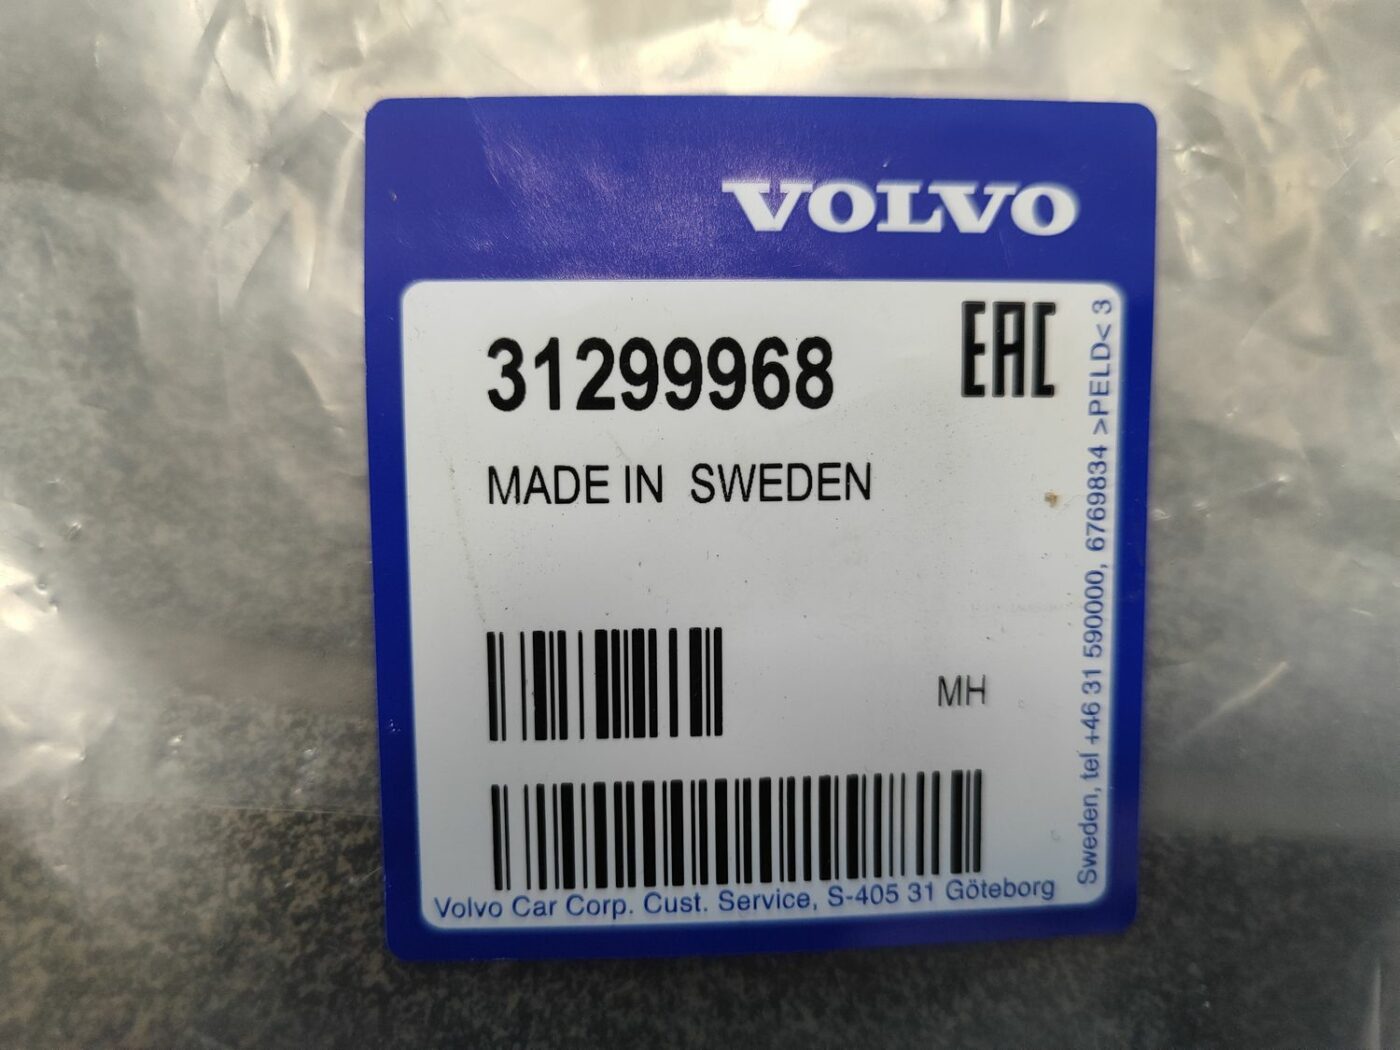 VOLVO
31299968
EAC
MADE IN SWEDEN
MH
Volvo Car Corp. Cust. Service, S-405 31 Göteborg
Sweden, tel +46 31 590000, 6769834 >PELD< 3